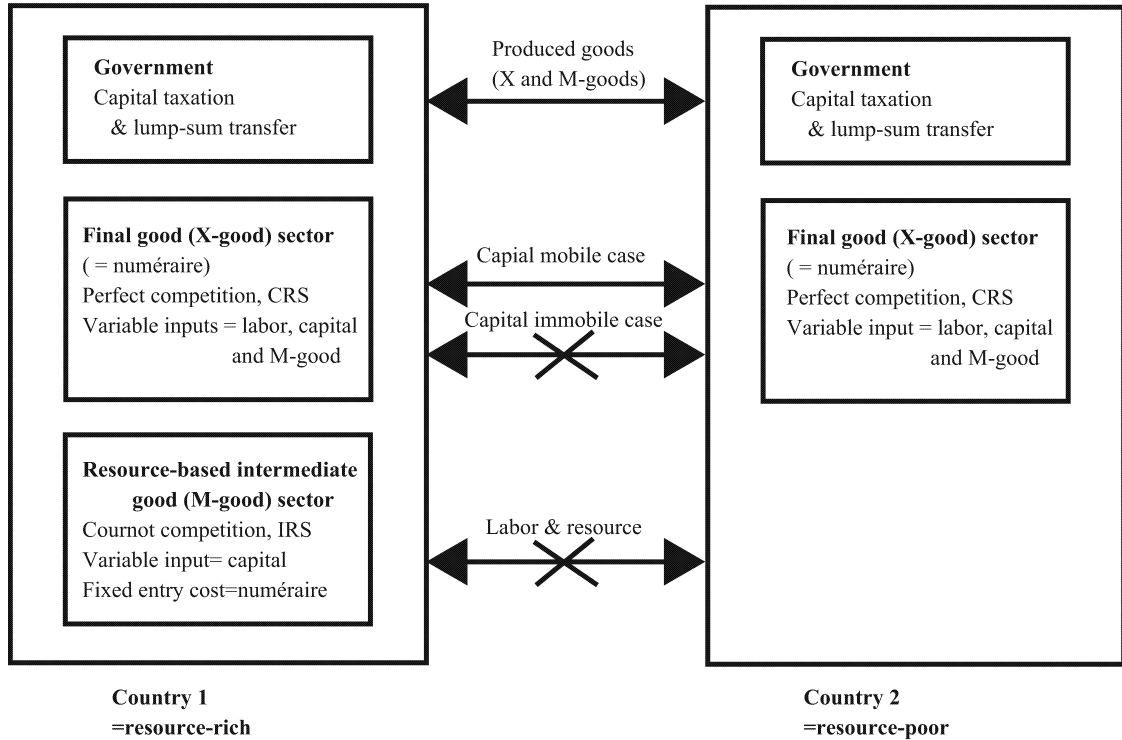 Government
Capital taxation
& lump-sum transfer
Final good (X-good) sector
( = numéraire)
Perfect competition, CRS
Variable inputs = labor, capital
and M-good
Resource-based intermediate
good (M-good) sector
Cournot competition, IRS
Variable input= capital
Fixed entry cost=numéraire
Country 1
=resource-rich
Produced goods
(X and M-goods)
Capial mobile case
Capital immobile case
Labor & resource
Government
Capital taxation
& lump-sum transfer
Final good (X-good) sector
( = numéraire)
Perfect competition, CRS
Variable input = labor, capital
and M-good
Country 2
=resource-poor